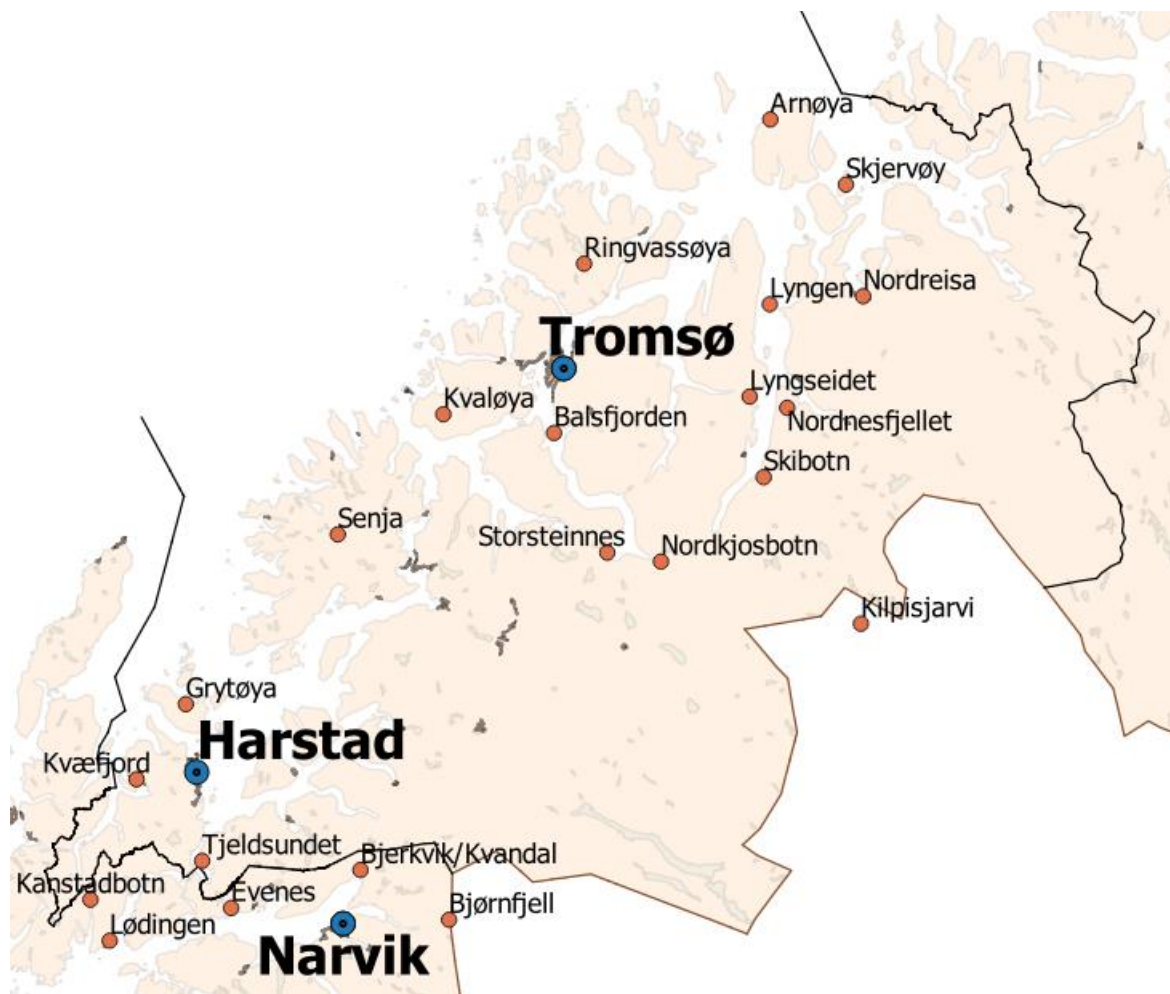 Arnøya
Skjervøy
Ringvassøya
Lyngen
Nordreisa
Tromsø
Lyngseidet
Kvaløya
Balsfjorden
Nordnesfjellet
Skibotn
Senja
Storsteinnes
Nordkjosbotn
Kilpisjarvi
Grytøya
Harstad
Kvæfjord
Tjeldsundet
Bjerkvik/Kvandal
Kanstadbotn
Evenes
Bjørnfjell
Lødingen
Narvik